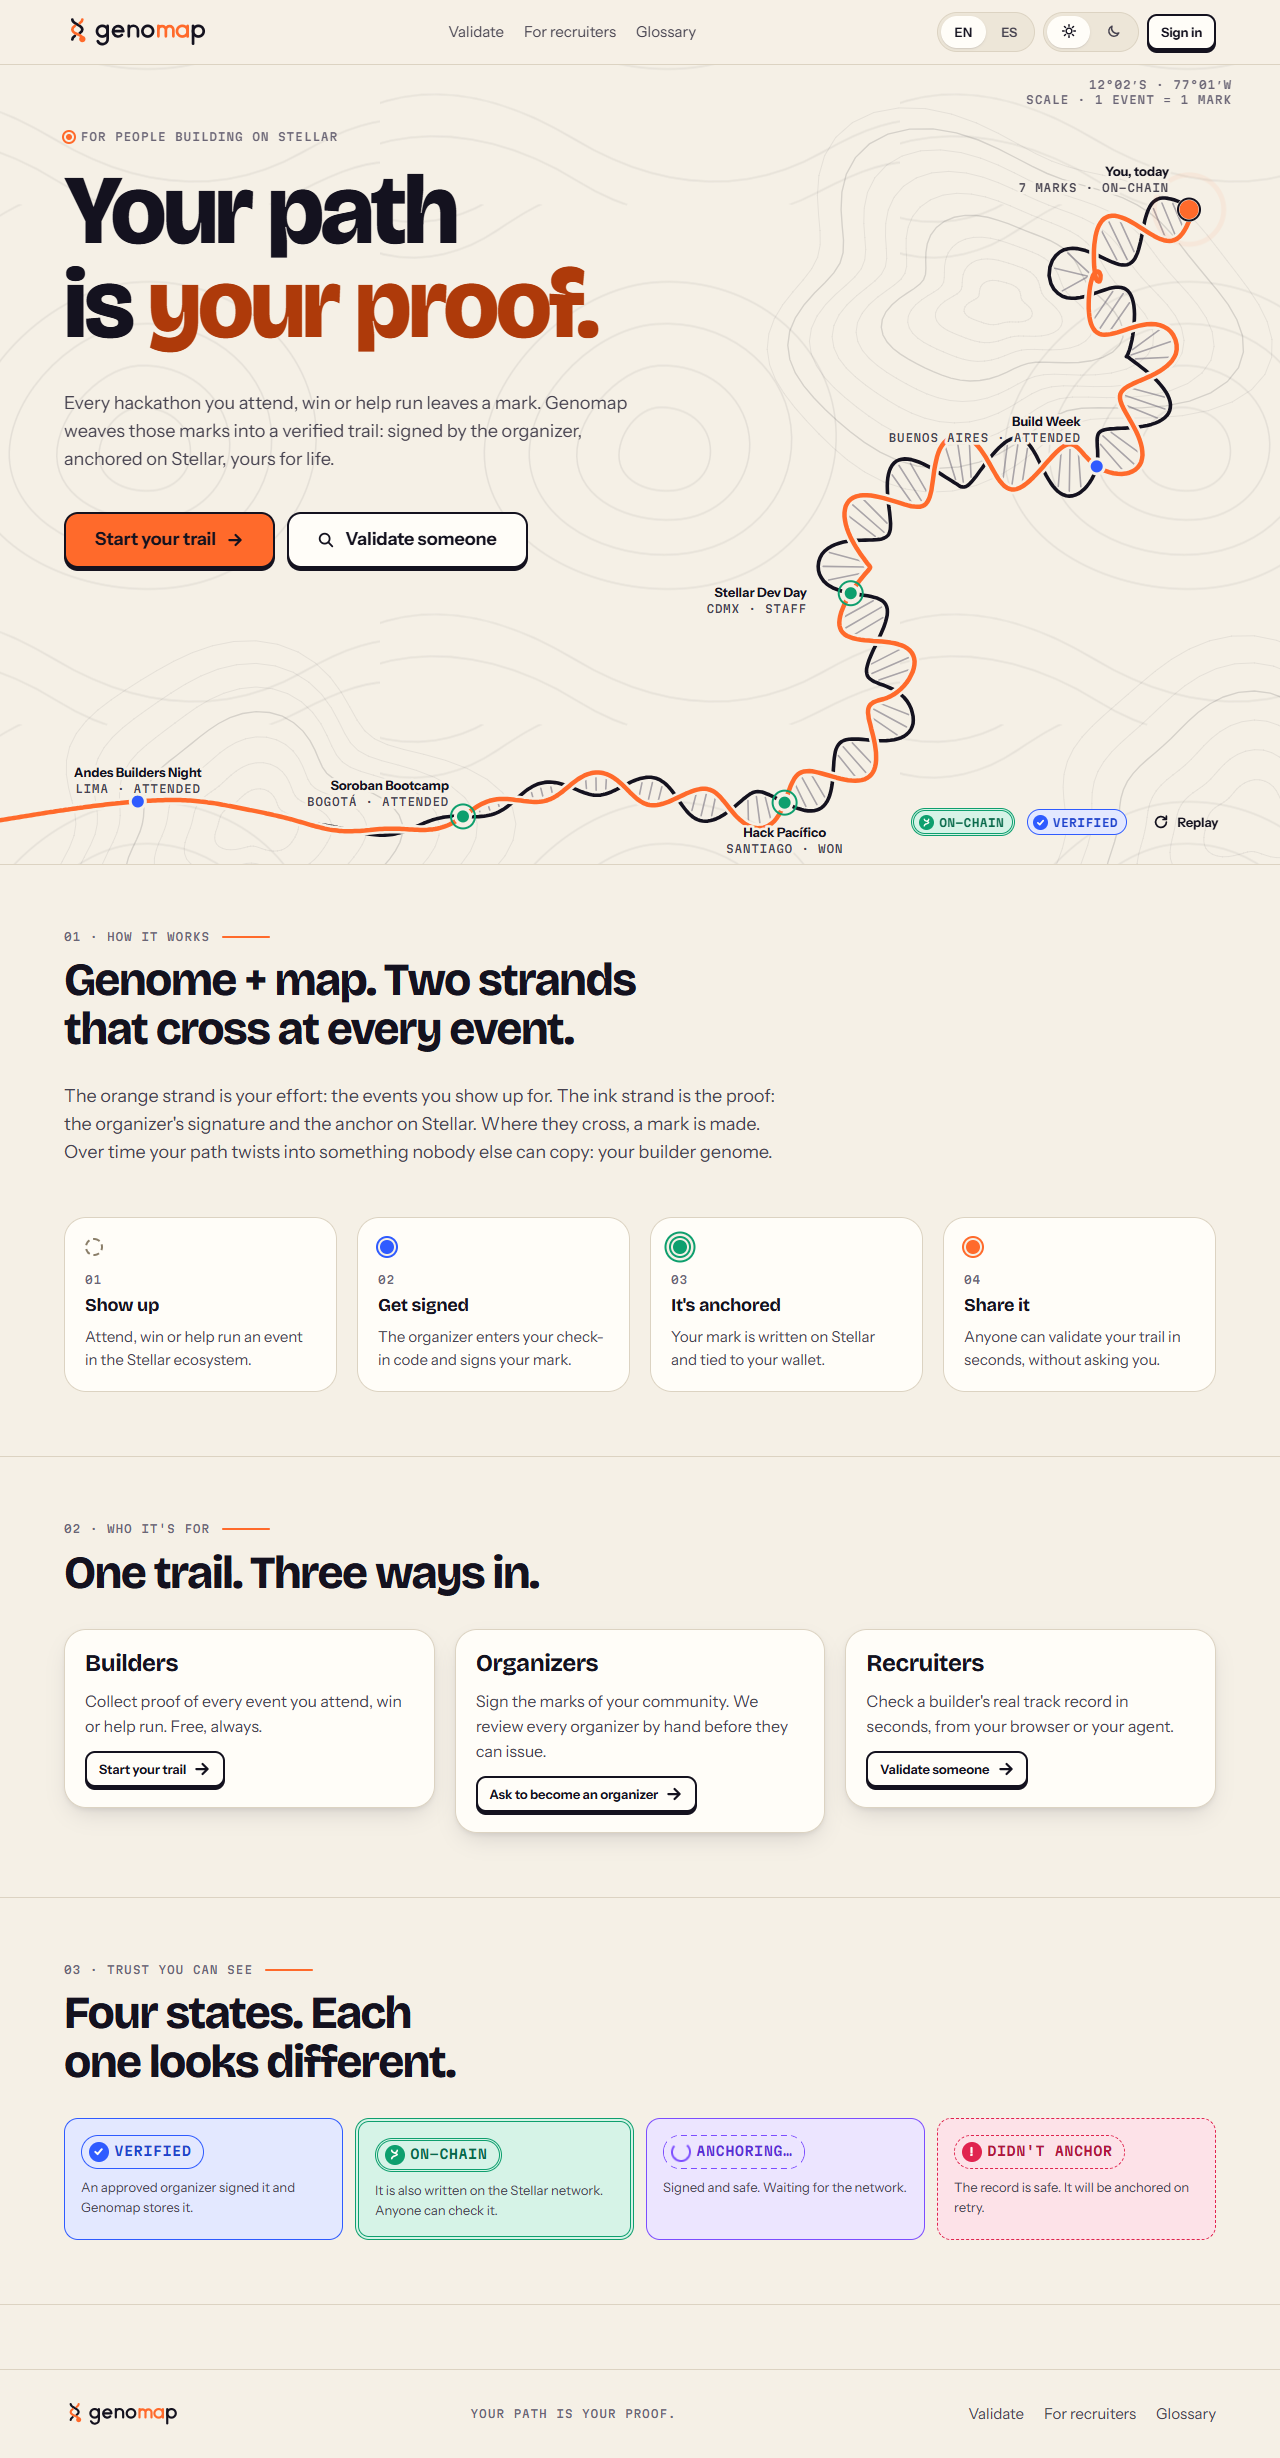 genomap
Validate For recruiters Glossary
EN ES
Sign in
12°02′S · 77°01′W
SCALE · 1 EVENT = 1 MARK
FOR PEOPLE BUILDING ON STELLAR
Your path
is your proof.
Every hackathon you attend, win or help run leaves a mark. Genomap
weaves those marks into a verified trail: signed by the organizer,
anchored on Stellar, yours for life.
Start your trail →
Validate someone
You, today
7 MARKS · ON-CHAIN
Build Week
BUENOS AIRES · ATTENDED
Stellar Dev Day
CDMX · STAFF
Andes Builders Night
LIMA · ATTENDED
Soroban Bootcamp
BOGOTÁ · ATTENDED
Hack Pacífico
SANTIAGO · WON
ON-CHAIN
VERIFIED
Replay
01 · HOW IT WORKS
Genome + map. Two strands
that cross at every event.
The orange strand is your effort: the events you show up for. The ink strand is the proof:
the organizer's signature and the anchor on Stellar. Where they cross, a mark is made.
Over time your path twists into something nobody else can copy: your builder genome.
01
Show up
Attend, win or help run an event
in the Stellar ecosystem.
02
Get signed
The organizer enters your check-
in code and signs your mark.
03
It's anchored
Your mark is written on Stellar
and tied to your wallet.
04
Share it
Anyone can validate your trail in
seconds, without asking you.
02 · WHO IT'S FOR
One trail. Three ways in.
Builders
Collect proof of every event you attend, win
or help run. Free, always.
Start your trail →
Organizers
Sign the marks of your community. We
review every organizer by hand before they
can issue.
Ask to become an organizer →
Recruiters
Check a builder's real track record in
seconds, from your browser or your agent.
Validate someone →
03 · TRUST YOU CAN SEE
Four states. Each
one looks different.
VERIFIED
An approved organizer signed it and
Genomap stores it.
ON-CHAIN
It is also written on the Stellar network.
Anyone can check it.
ANCHORING…
Signed and safe. Waiting for the network.
DIDN'T ANCHOR
The record is safe. It will be anchored on
retry.
genomap
YOUR PATH IS YOUR PROOF.
Validate For recruiters Glossary